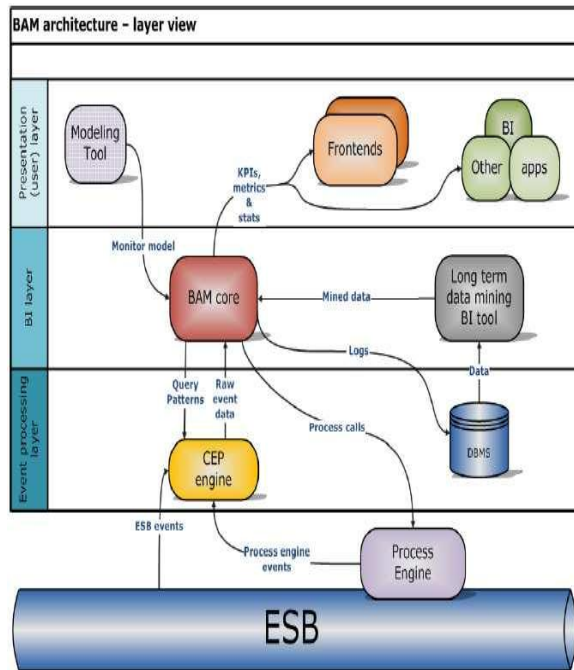 BAM architecture – layer view
Presentation
(user) layer
Modeling
Tool
Frontends
BI
Other
apps
KPIs,
metrics
&
stats
Monitor model
BI layer
BAM core
Mined data
Long term
data mining
BI tool
Logs
Data
Event processing
layer
Query
Patterns
Raw
event
data
Process calls
DBMS
CEP
engine
ESB events
Process engine
events
Process
Engine
ESB